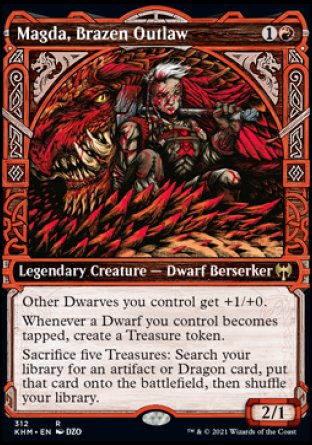 Magda, Brazen Outlaw 1
Legendary Creature — Dwarf Berserker
Other Dwarves you control get +1/+0.
Whenever a Dwarf you control becomes
tapped, create a Treasure token.
Sacrifice five Treasures: Search your
library for an artifact or Dragon card, put
that card onto the battlefield, then shuffle
your library.
2/1
312 R
KHM • EN DZO
™ & © 2021 Wizards of the Coast